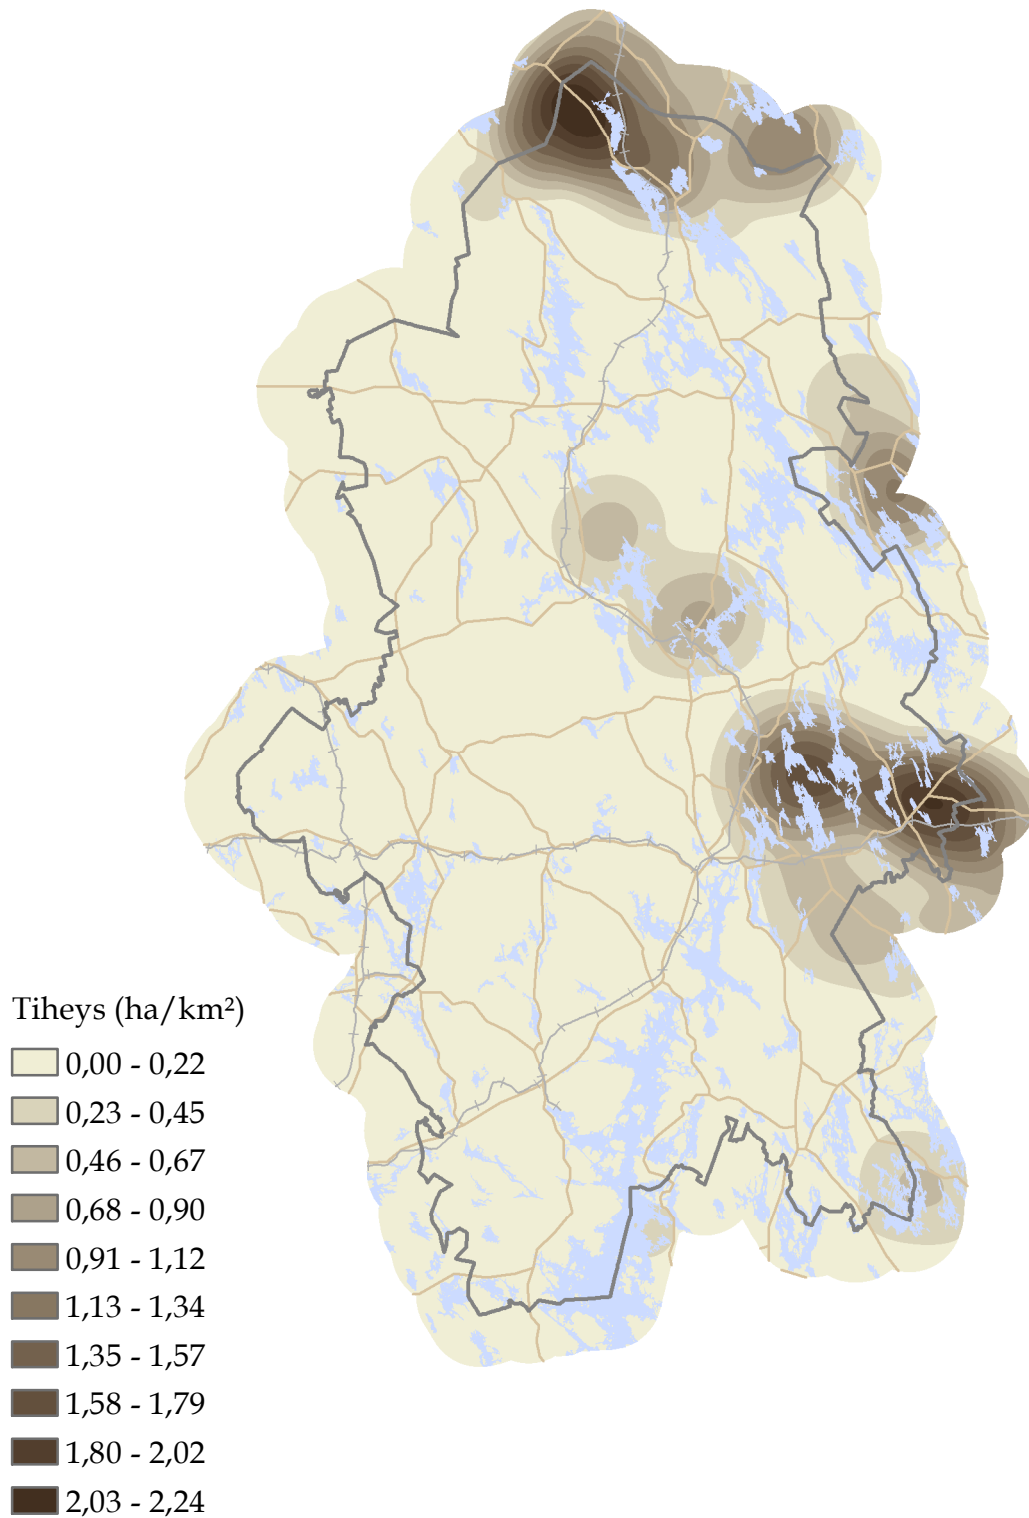 Tiheys (ha/km²)
0,00 - 0,22
0,23 - 0,45
0,46 - 0,67
0,68 - 0,90
0,91 - 1,12
1,13 - 1,34
1,35 - 1,57
1,58 - 1,79
1,80 - 2,02
2,03 - 2,24